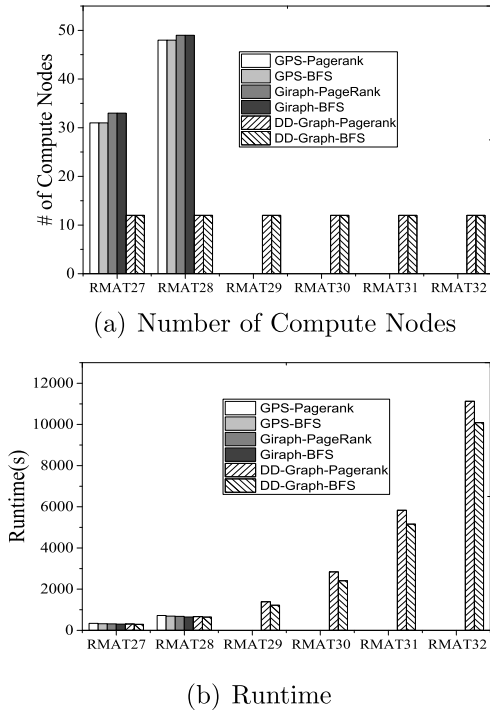 50
40
30
20
10
0
# of Compute Nodes
GPS-Pagerank
GPS-BFS
Giraph-PageRank
Giraph-BFS
DD-Graph-Pagerank
DD-Graph-BFS
RMAT27 RMAT28 RMAT29 RMAT30 RMAT31 RMAT32
(a) Number of Compute Nodes
12000
10000
8000
6000
4000
2000
0
Runtime(s)
GPS-Pagerank
GPS-BFS
Giraph-PageRank
Giraph-BFS
DD-Graph-Pagerank
DD-Graph-BFS
RMAT27 RMAT28 RMAT29 RMAT30 RMAT31 RMAT32
(b) Runtime